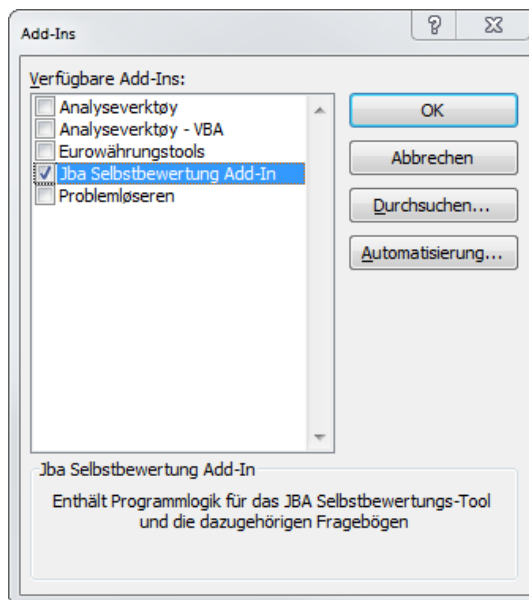 Add-Ins
Verfügbare Add-Ins:
Analyseverktøy
Analyseverktøy - VBA
Eurowährungstools
Jba Selbstbewertung Add-In
Problemløseren
OK
Abbrechen
Durchsuchen...
Automatisierung...
Jba Selbstbewertung Add-In
Enthält Programmlogik für das JBA Selbstbewertungs-Tool
und die dazugehörigen Fragebögen